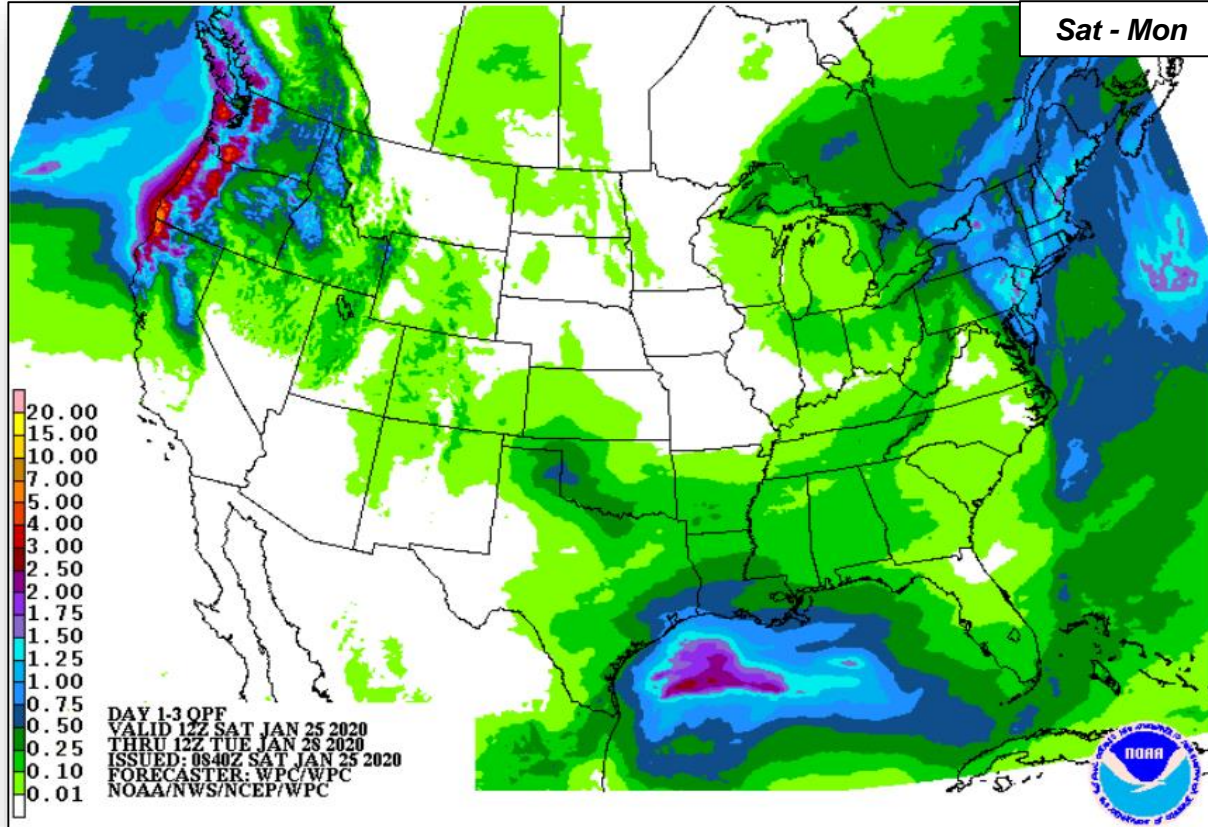 Sat - Mon
20.00
15.00
10.00
7.00
5.00
4.00
3.00
2.50
2.00
1.75
1.50
1.25
1.00
0.75
0.50
0.25
0.10
0.01
DAY 1-3 QPF
VALID 12Z SAT JAN 25 2020
THRU 12Z TUE JAN 28 2020
ISSUED: 0840Z SAT JAN 25 2020
FORECASTER: WPC/WPC
NOAA/NWS/NCEP/WPC
NOAA